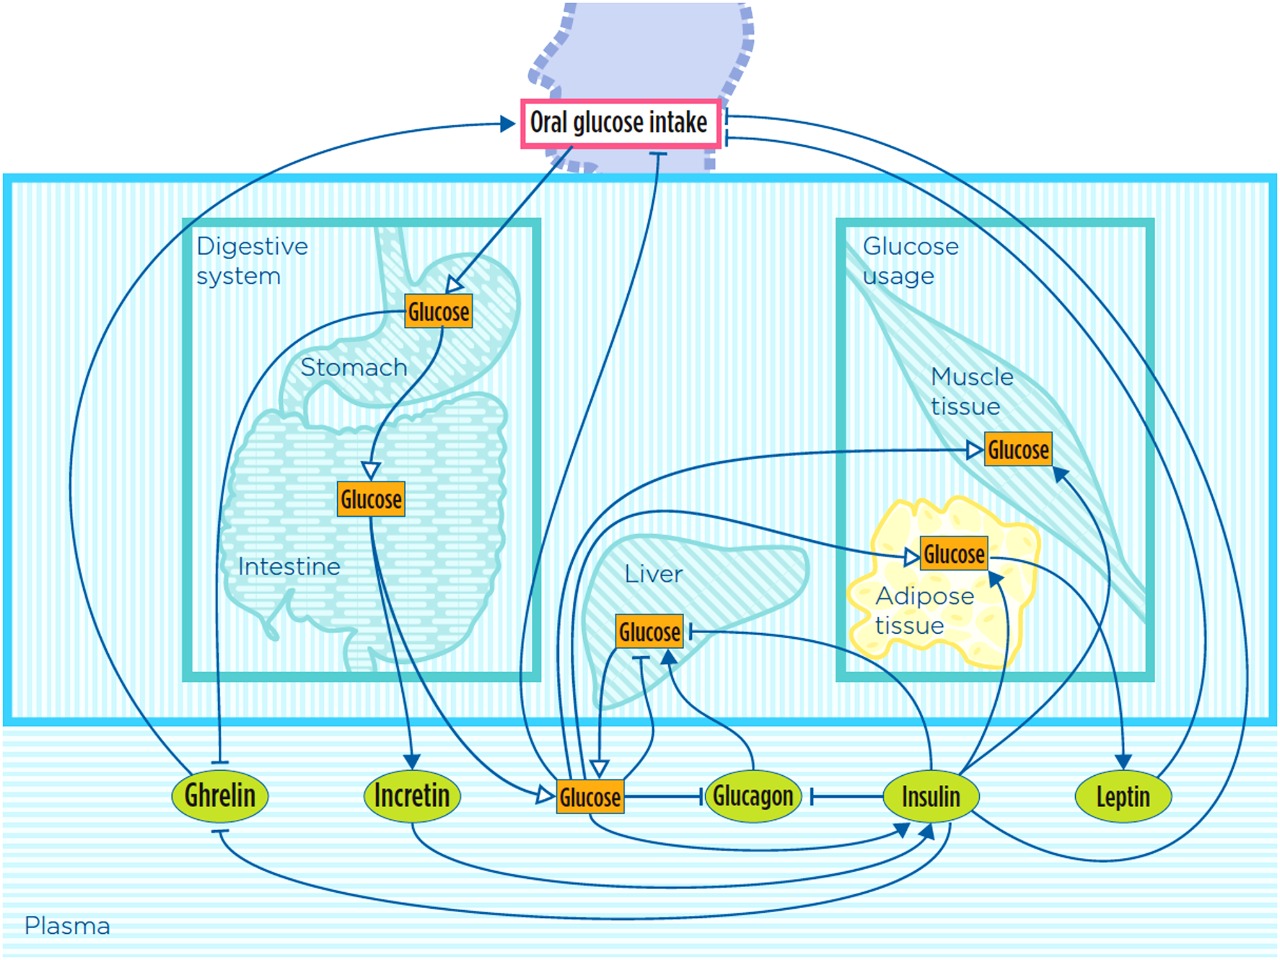 Oral glucose intake
Digestive
system
Glucose
usage
Glucose
Stomach
Muscle
tissue
Glucose
Glucose
Intestine
Liver
Glucose
Adipose
tissue
Glucose
Ghrelin
Incretin
Glucose
Glucagon
Insulin
Leptin
Plasma